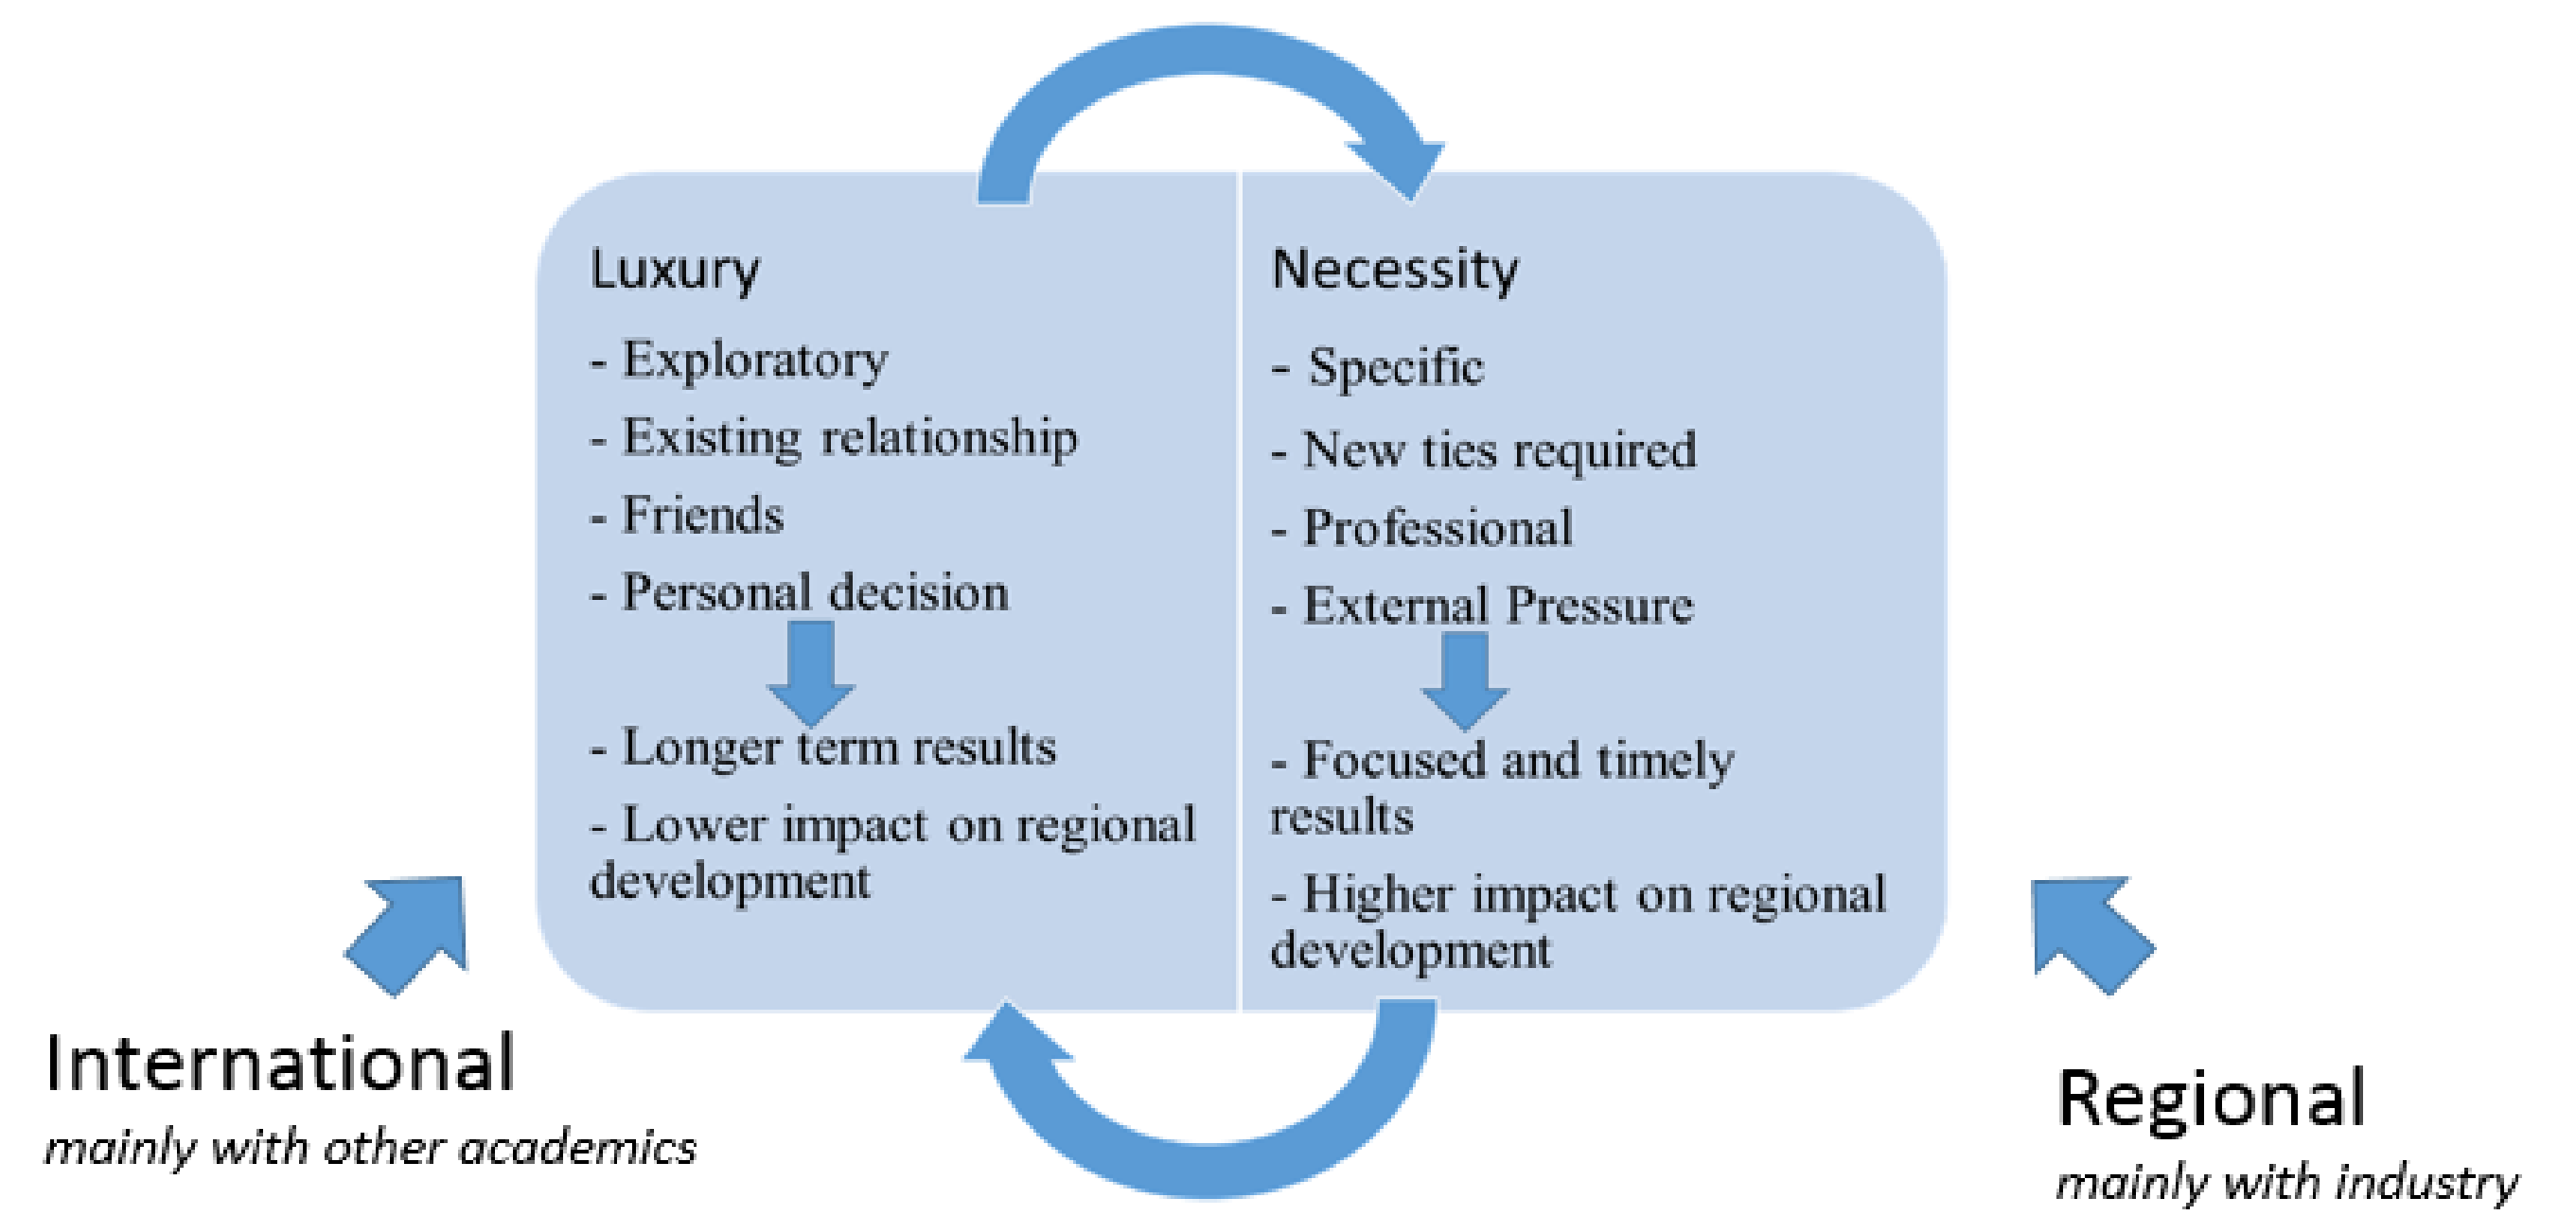 Luxury
- Exploratory
- Existing relationship
- Friends
- Personal decision
- Longer term results
- Lower impact on regional
development
Necessity
- Specific
- New ties required
- Professional
- External Pressure
- Focused and timely
results
- Higher impact on regional
development
International
mainly with other academics
Regional
mainly with industry